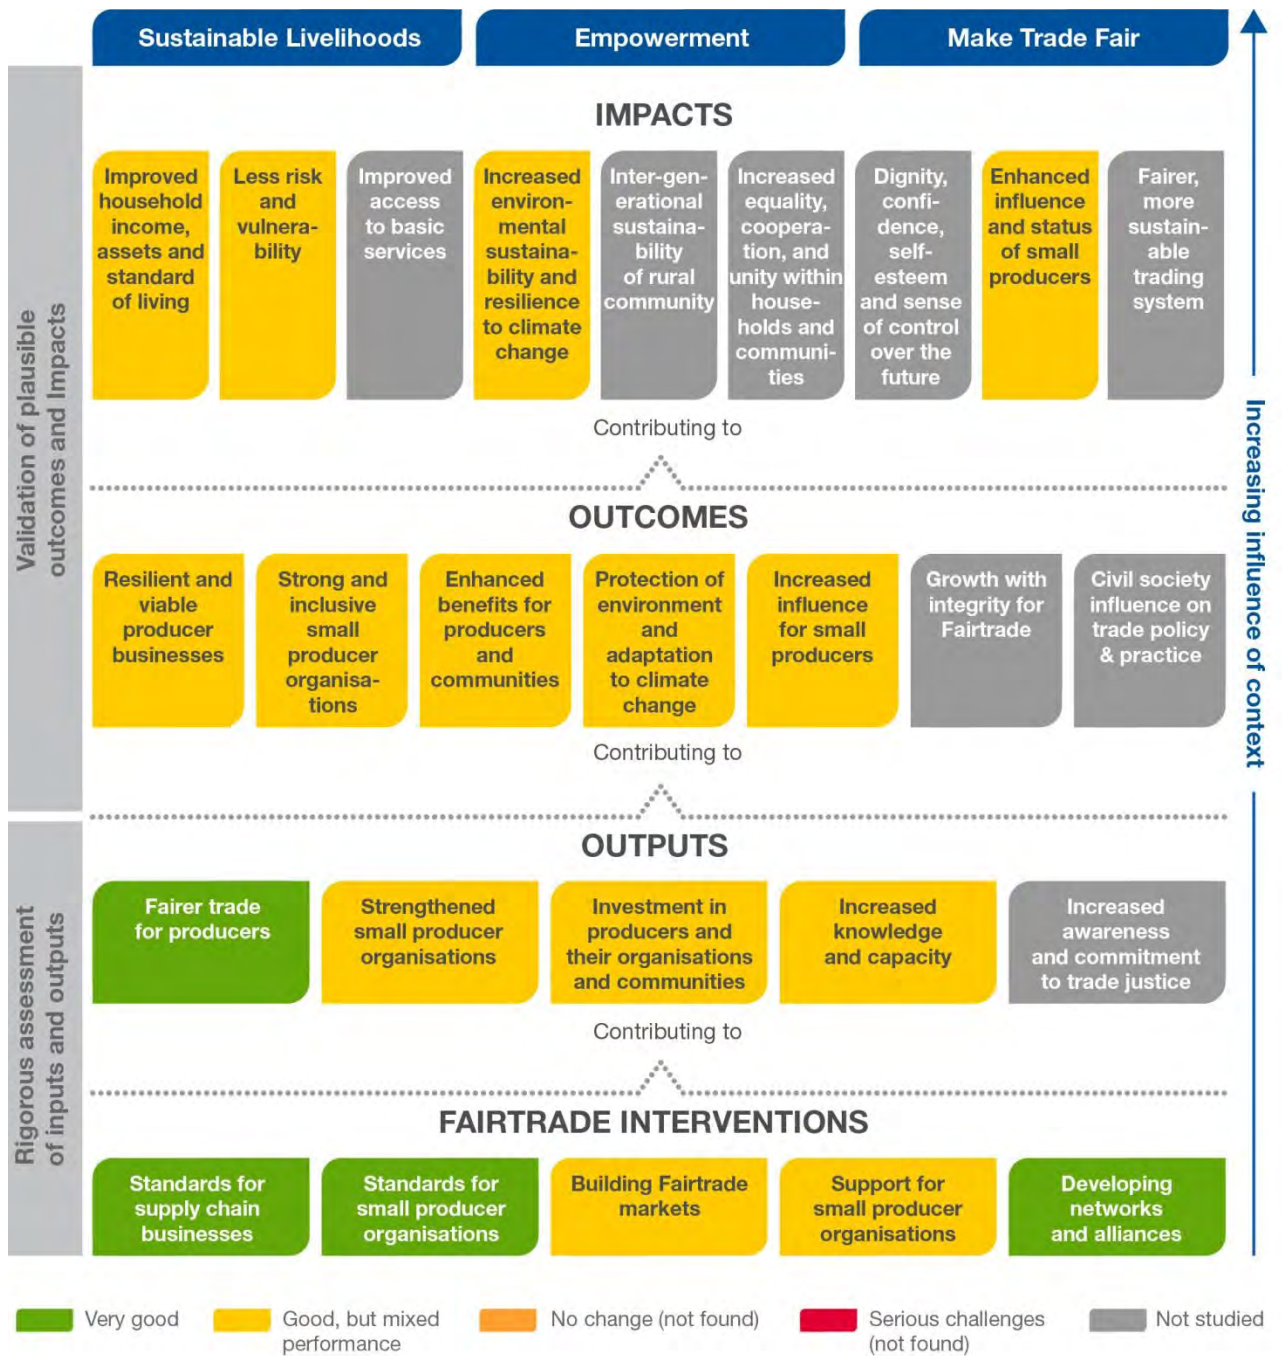 Sustainable Livelihoods
Empowerment
Make Trade Fair
IMPACTS
Improved
household
income,
assets and
standard
of living
Less risk
and
vulnera-
bility
Improved
access
to basic
services
Increased
environ-
mental
sustaina-
bility and
resilience
to climate
change
Inter-gen-
erational
sustaina-
bility
of rural
community
Increased
equality,
coopera-
tion, and
unity within
house-
holds and
communi-
ties
Dignity,
confi-
dence,
self-
esteem
and sense
of control
over the
future
Enhanced
influence
and status
of small
producers
Fairer,
more
sustain-
able
trading
system
Contributing to
OUTCOMES
Resilient and
viable
producer
businesses
Strong and
inclusive
small
producer
organisa-
tions
Enhanced
benefits for
producers
and
communities
Protection of
environment
and
adaptation
to climate
change
Increased
influence
for small
producers
Growth with
integrity for
Fairtrade
Civil society
influence on
trade policy
& practice
Contributing to
Validation of plausible
outcomes and Impacts
OUTPUTS
Fairer trade
for producers
Strengthened
small producer
organisations
Investment in
producers and
their organisations
and communities
Increased
knowledge
and capacity
Increased
awareness
and commitment
to trade justice
Contributing to
FAIRTRADE INTERVENTIONS
Standards for
supply chain
businesses
Standards for
small producer
organisations
Building Fairtrade
markets
Support for
small producer
organisations
Developing
networks
and alliances
Rigorous assessment
of inputs and outputs
Increasing influence of context
Very good
Good, but mixed
performance
No change (not found)
Serious challenges
(not found)
Not studied